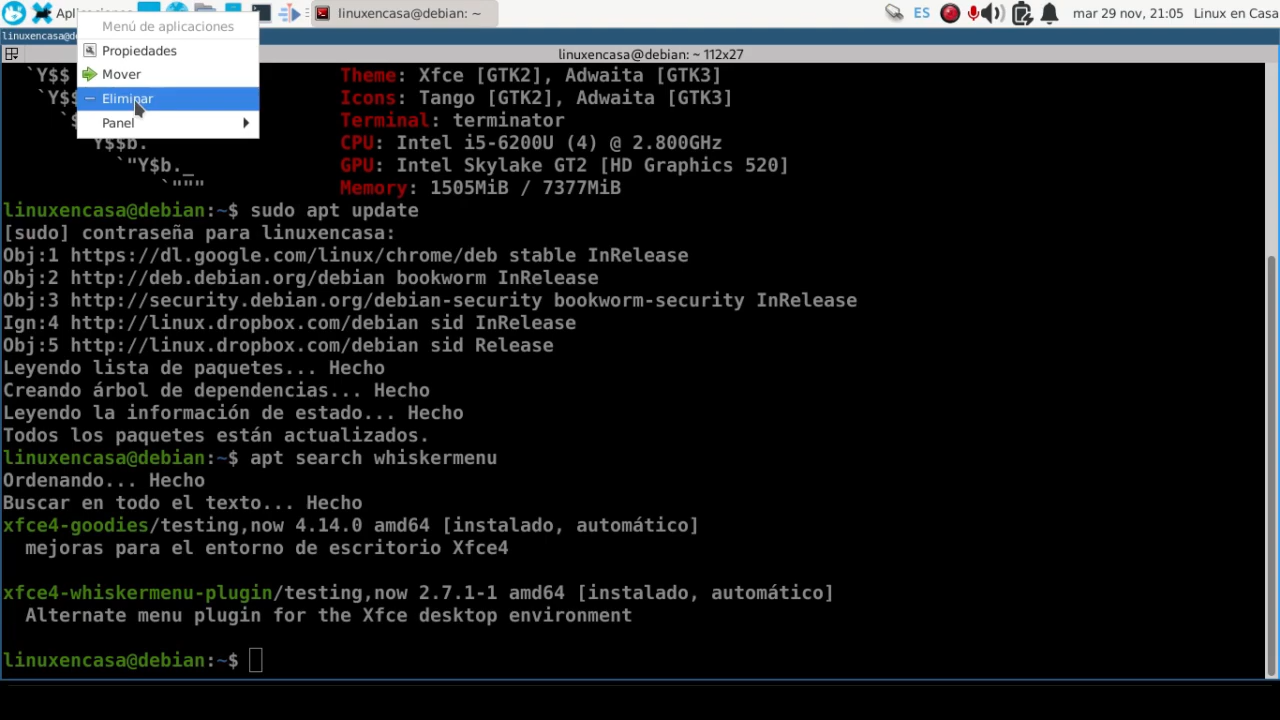 linuxencasa@debian: ~
ES
mar 29 nov, 21:05
Linux en Casa
Menú de aplicaciones
Propiedades
Mover
Eliminar
Panel
linuxencasa@debian: ~ 112x27
`Y$$ Theme: Xfce [GTK2], Adwaita [GTK3]
Icons: Tango [GTK2], Adwaita [GTK3]
Terminal: terminator
`Y$$b. CPU: Intel i5-6200U (4) @ 2.800GHz
`"Y$b._ GPU: Intel Skylake GT2 [HD Graphics 520]
`""" Memory: 1505MiB / 7377MiB
linuxencasa@debian:~$ sudo apt update
[sudo] contraseña para linuxencasa:
Obj:1 https://dl.google.com/linux/chrome/deb stable InRelease
Obj:2 http://deb.debian.org/debian bookworm InRelease
Obj:3 http://security.debian.org/debian-security bookworm-security InRelease
Ign:4 http://linux.dropbox.com/debian sid InRelease
Obj:5 http://linux.dropbox.com/debian sid Release
Leyendo lista de paquetes... Hecho
Creando árbol de dependencias... Hecho
Leyendo la información de estado... Hecho
Todos los paquetes están actualizados.
linuxencasa@debian:~$ apt search whiskermenu
Ordenando... Hecho
Buscar en todo el texto... Hecho
xfce4-goodies/testing,now 4.14.0 amd64 [instalado, automático]
mejoras para el entorno de escritorio Xfce4
xfce4-whiskermenu-plugin/testing,now 2.7.1-1 amd64 [instalado, automático]
Alternate menu plugin for the Xfce desktop environment
linuxencasa@debian:~$